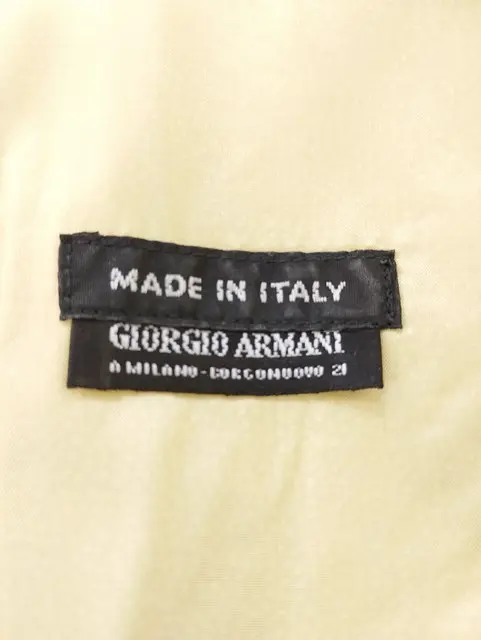 MADE IN ITALY
GIORGIO ARMANI
A MILANO-BORGONUOVO 21